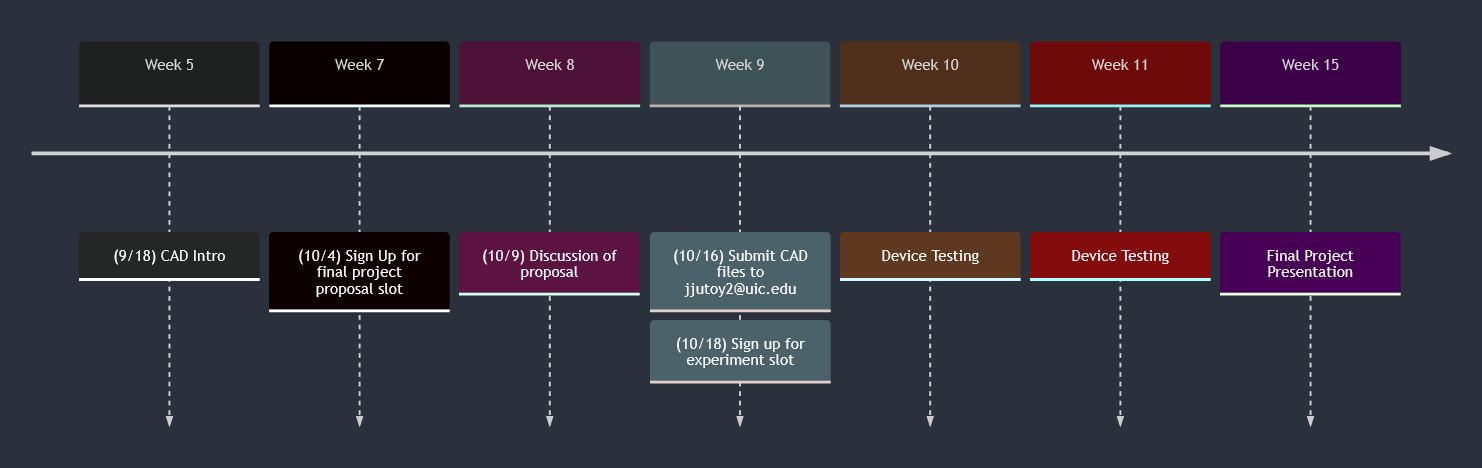 Week 5
Week 7
Week 8
Week 9
Week 10
Week 11
Week 15
(9/18) CAD Intro
(10/4) Sign Up for
final project
proposal slot
(10/9) Discussion of
proposal
(10/16) Submit CAD
files to
jjutoy2@uic.edu
(10/18) Sign up for
experiment slot
Device Testing
Device Testing
Final Project
Presentation